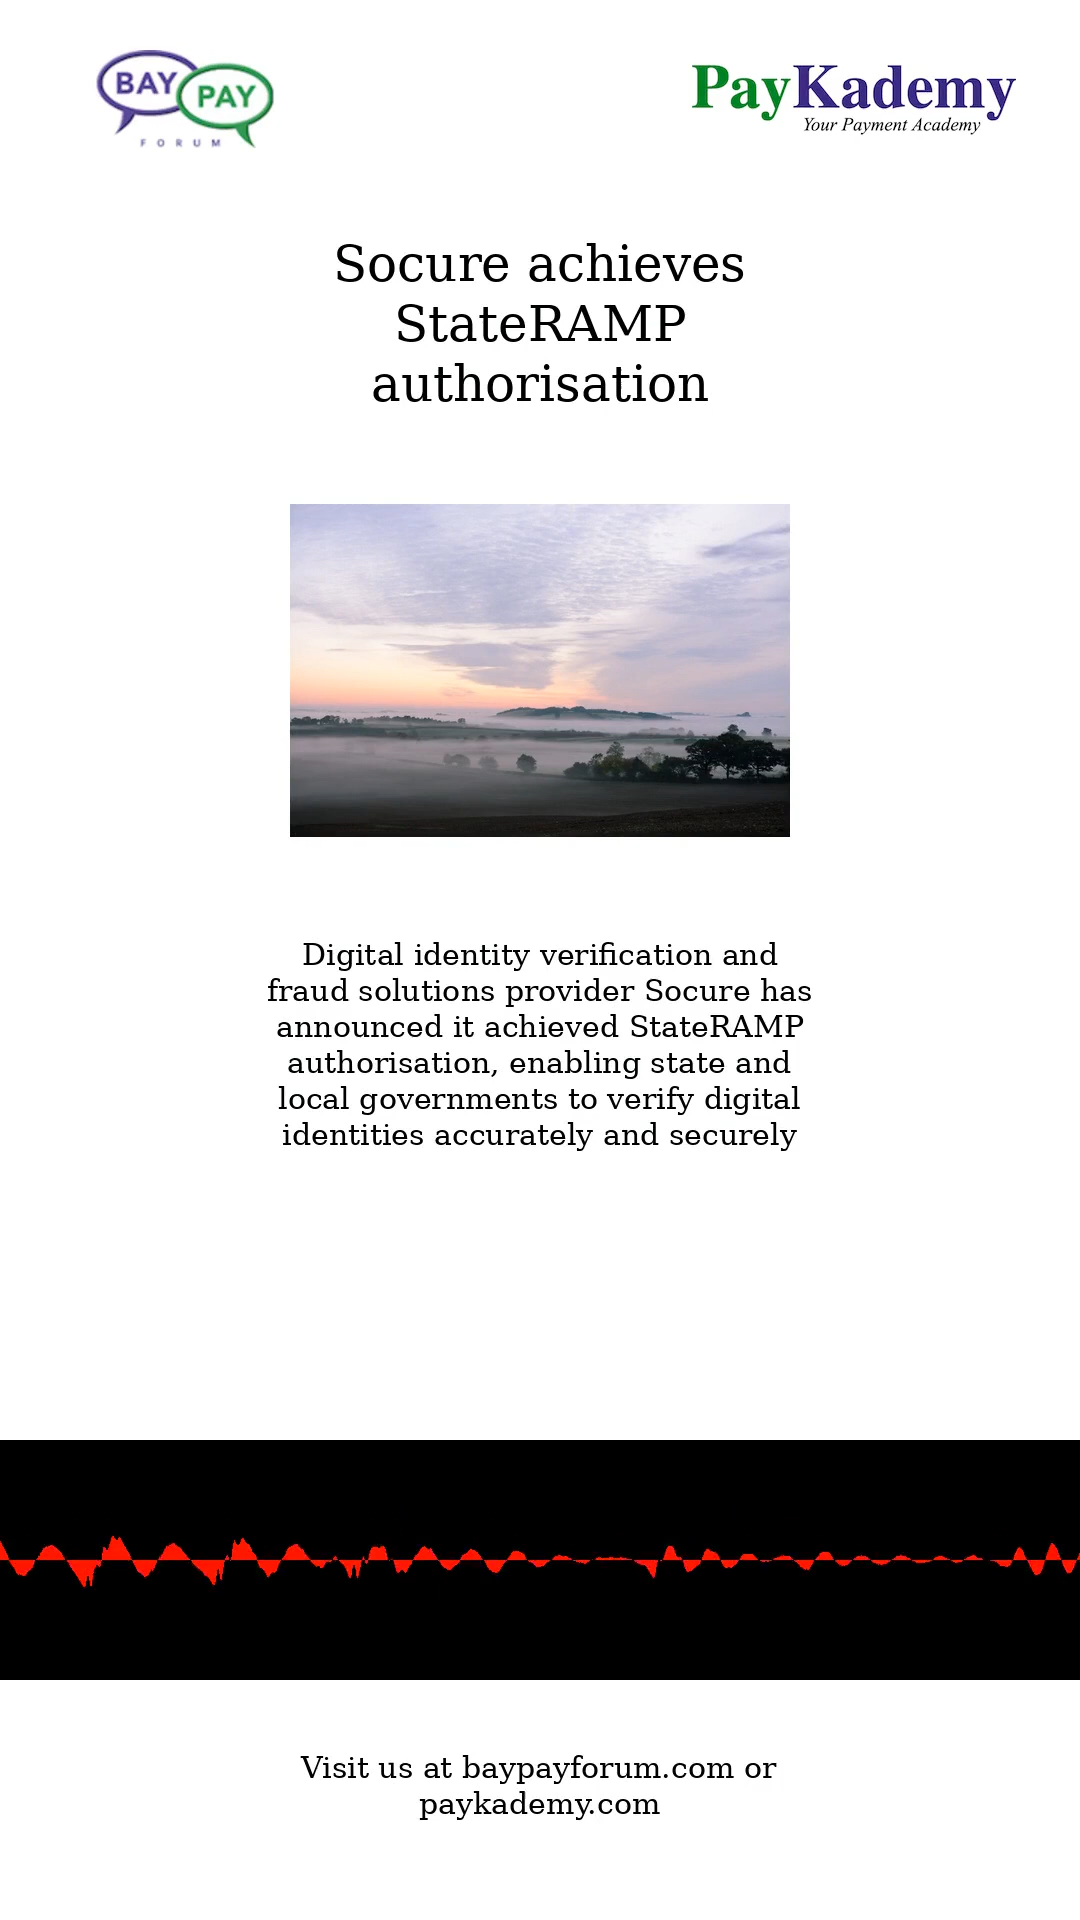 BAY PAY
FORUM
PayKademy
Your Payment Academy
Socure achieves
StateRAMP
authorisation
Digital identity verification and
fraud solutions provider Socure has
announced it achieved StateRAMP
authorisation, enabling state and
local governments to verify digital
identities accurately and securely
Visit us at baypayforum.com or
paykademy.com